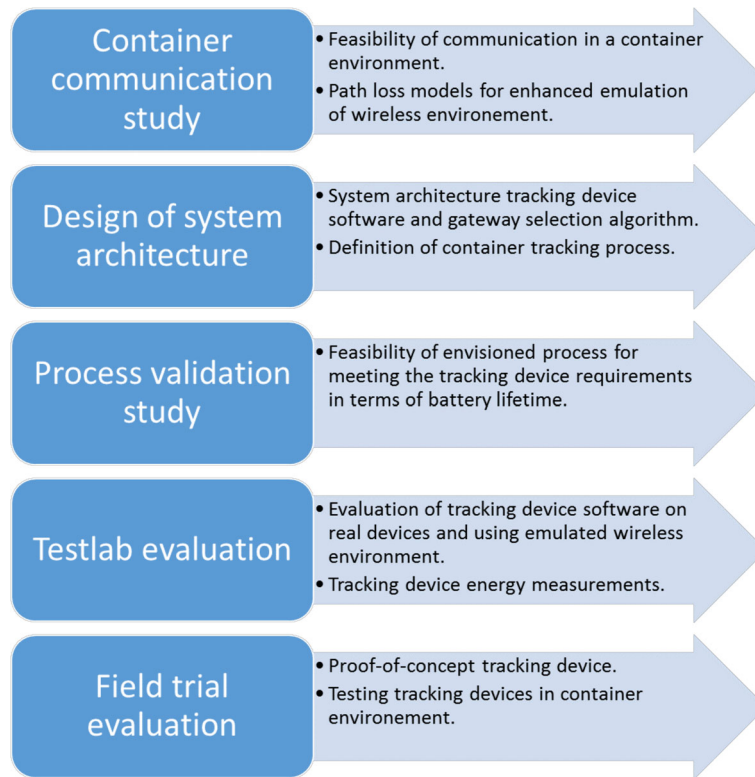 Container
communication
study
• Feasibility of communication in a container
environment.
• Path loss models for enhanced emulation
of wireless environement.
Design of system
architecture
• System architecture tracking device
software and gateway selection algorithm.
• Definition of container tracking process.
Process validation
study
• Feasibility of envisioned process for
meeting the tracking device requirements
in terms of battery lifetime.
Testlab evaluation
• Evaluation of tracking device software on
real devices and using emulated wireless
environment.
• Tracking device energy measurements.
Field trial
evaluation
• Proof-of-concept tracking device.
• Testing tracking devices in container
environement.